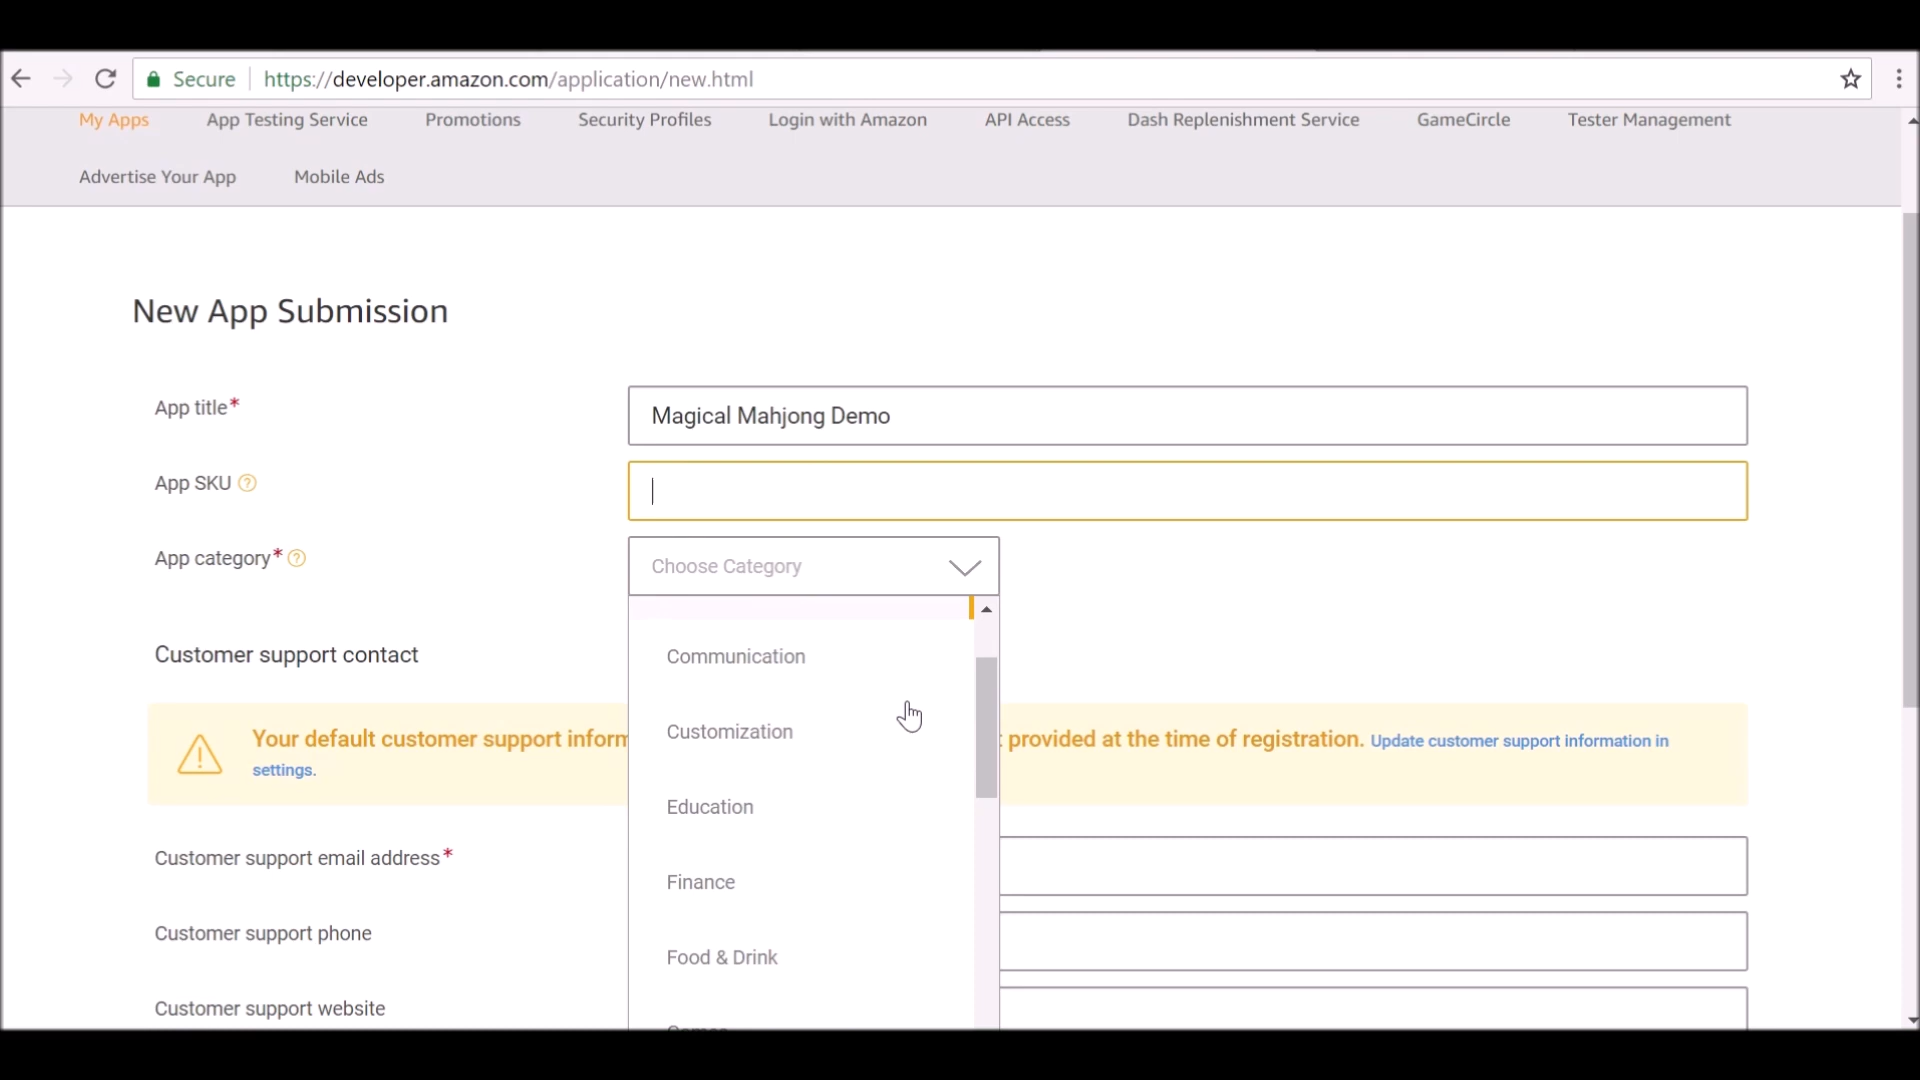 Secure https://developer.amazon.com/application/new.html
My Apps App Testing Service Promotions Security Profiles Login with Amazon API Access Dash Replenishment Service GameCircle Tester Management
Advertise Your App Mobile Ads
New App Submission
App title* Magical Mahjong Demo
App SKU ?
App category* ? Choose Category
Communication
Customization
Education
Finance
Food & Drink
Customer support contact
Your default customer support inform provided at the time of registration. Update customer support information in
settings.
Customer support email address*
Customer support phone
Customer support website